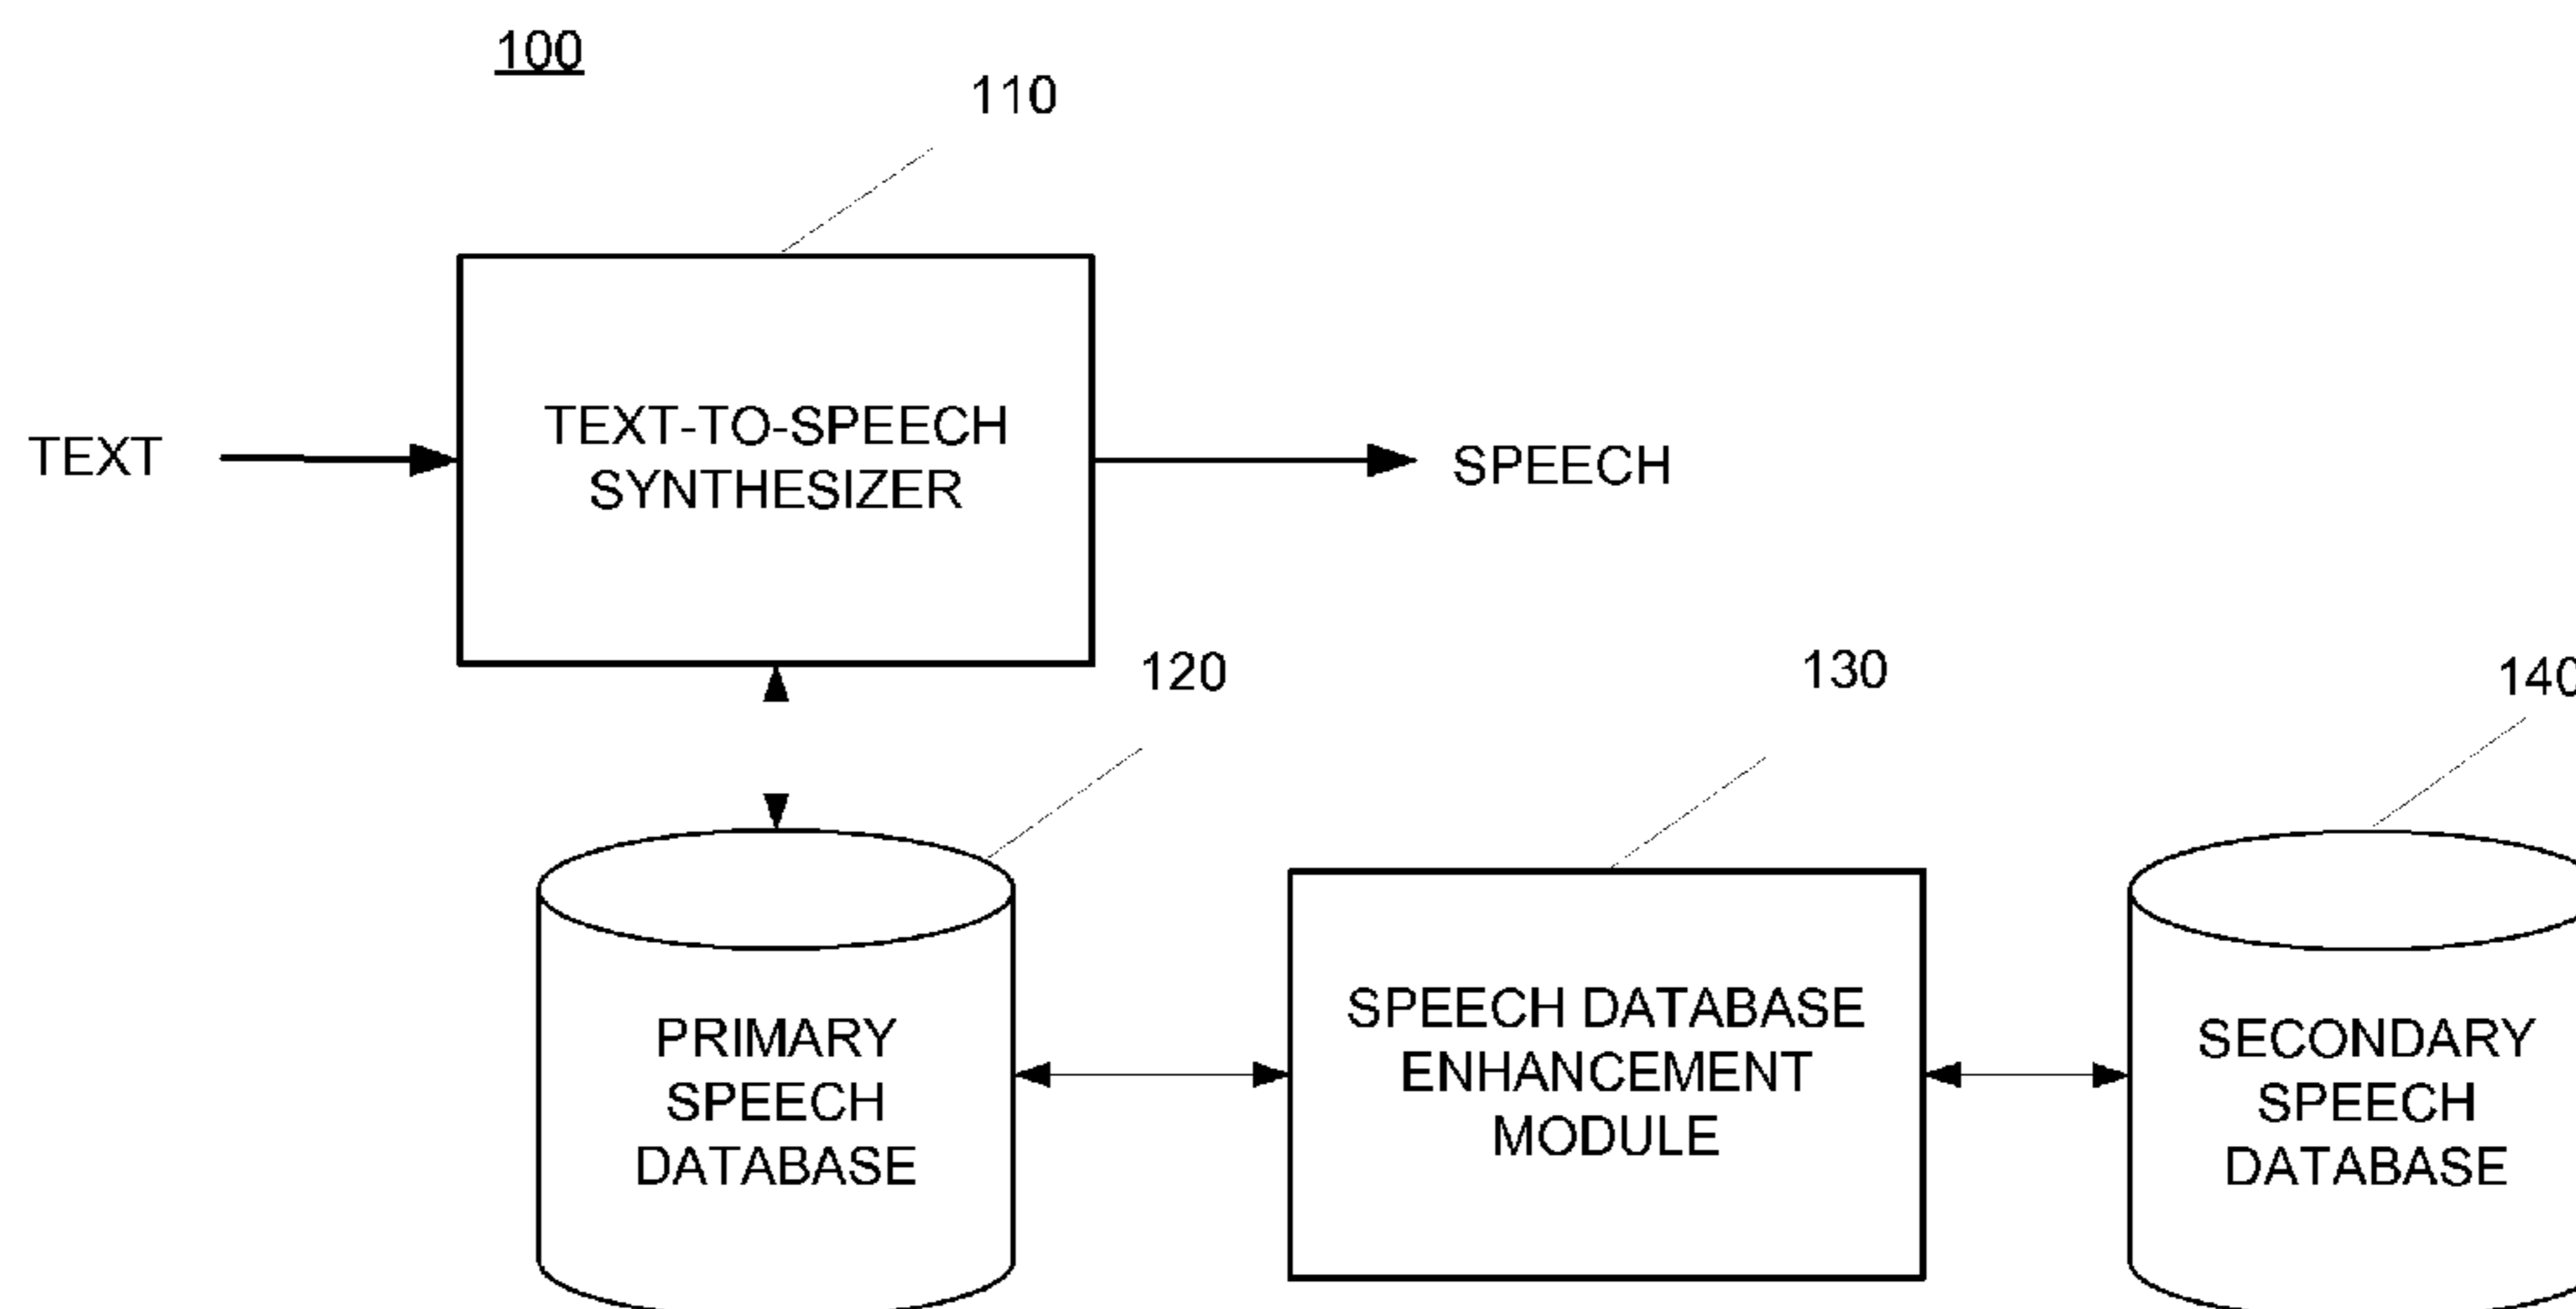 100
110
TEXT
TEXT-TO-SPEECH
SYNTHESIZER
SPEECH
120
130
140
PRIMARY
SPEECH
DATABASE
SPEECH DATABASE
ENHANCEMENT
MODULE
SECONDARY
SPEECH
DATABASE